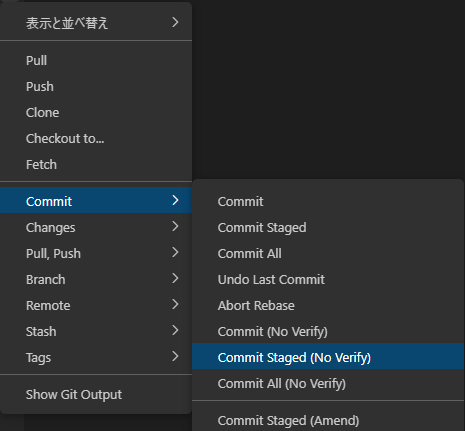 表示と並べ替え
Pull
Push
Clone
Checkout to...
Fetch
Commit
Changes
Pull, Push
Branch
Remote
Stash
Tags
Show Git Output
Commit
Commit Staged
Commit All
Undo Last Commit
Abort Rebase
Commit (No Verify)
Commit Staged (No Verify)
Commit All (No Verify)
Commit Staged (Amend)